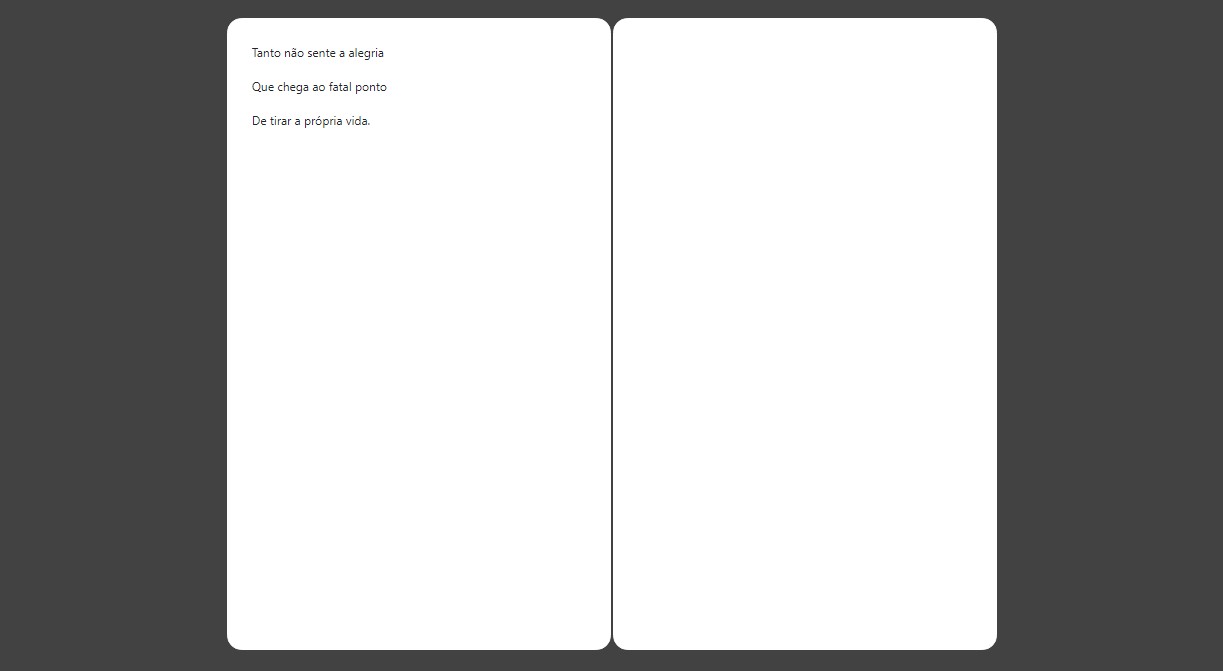 Tanto não sente a alegria
Que chega ao fatal ponto
De tirar a própria vida.